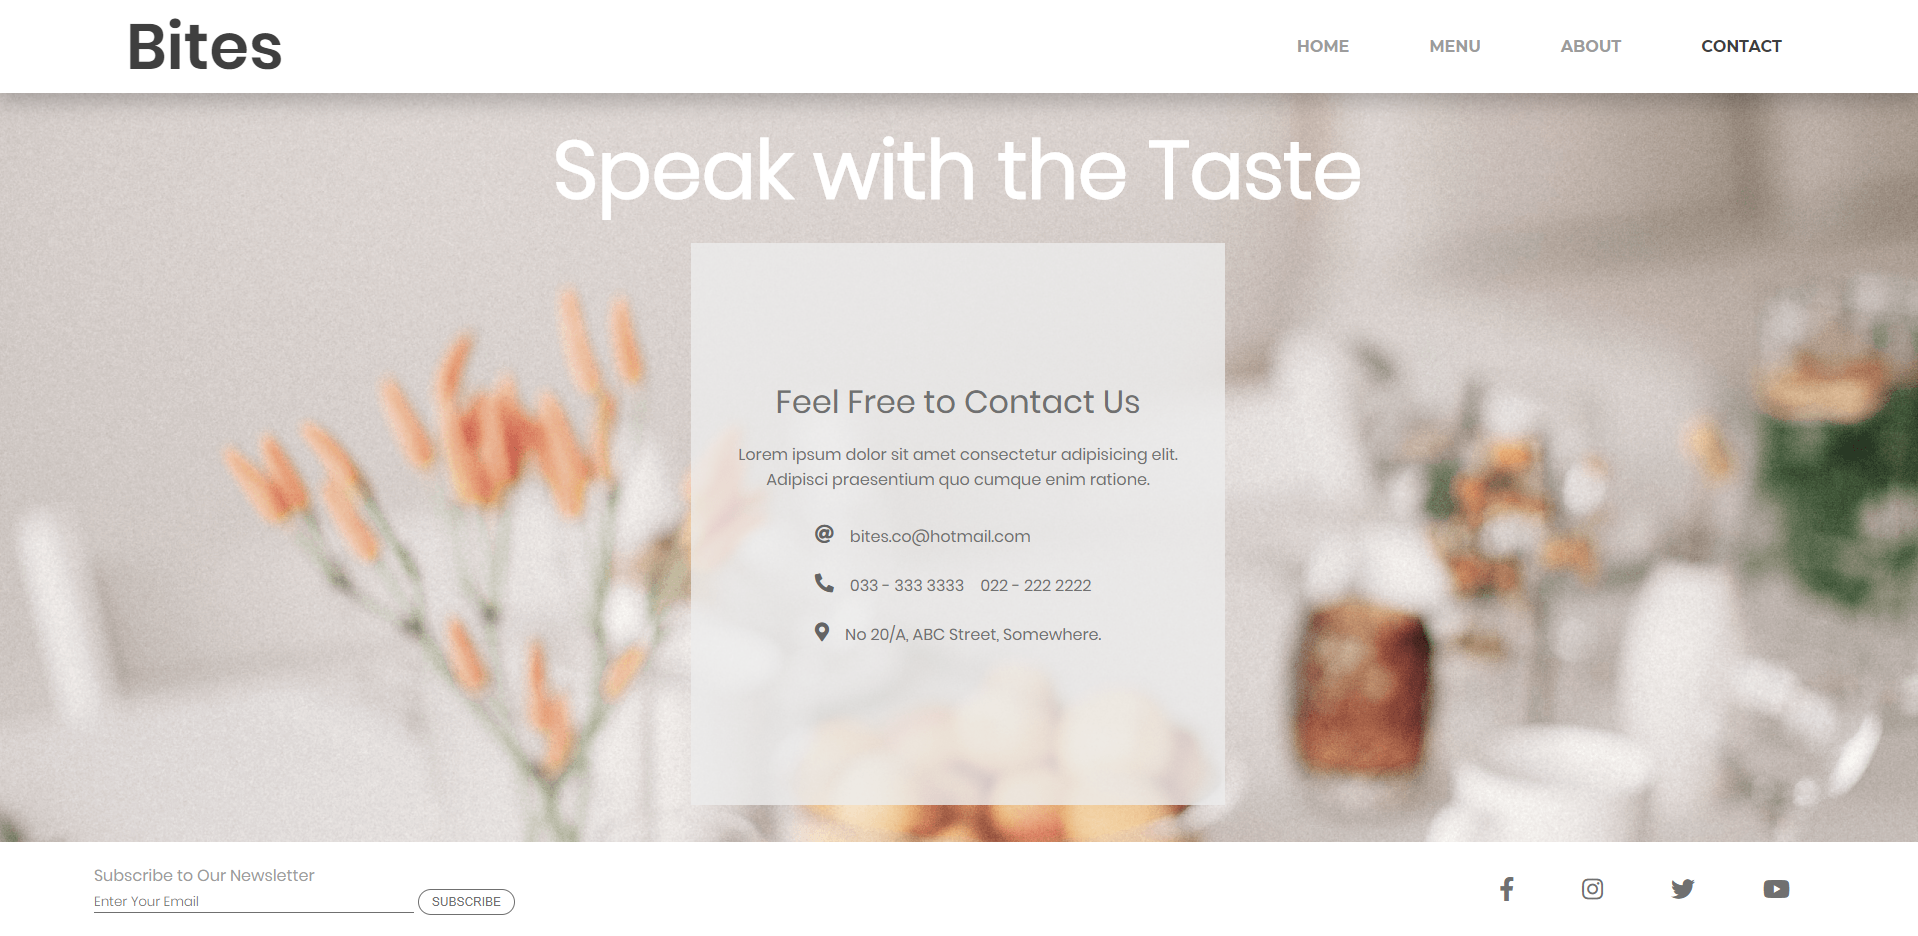 Bites
HOME MENU ABOUT CONTACT
Speak with the Taste
Feel Free to Contact Us
Lorem ipsum dolor sit amet consectetur adipisicing elit.
Adipisci praesentium quo cumque enim ratione.
bites.co@hotmail.com
033 - 333 3333 022 - 222 2222
No 20/A, ABC Street, Somewhere.
Subscribe to Our Newsletter
Enter Your Email SUBSCRIBE